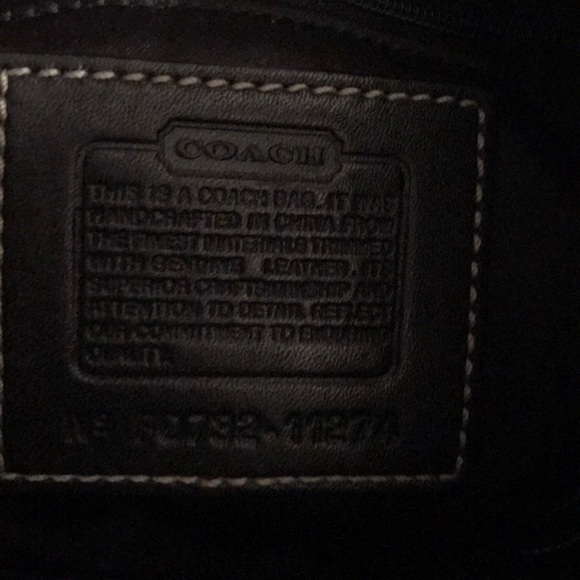 COACH
THIS IS A COACH BAG. IT WAS
HANDCRAFTED IN CHINA FROM
THE FINEST MATERIALS TRIMMED
WITH GENUINE LEATHER. ITS
SUPERIOR CRAFTSMANSHIP AND
ATTENTION TO DETAIL REFLECT
OUR COMMITMENT TO ENDURING
QUALITY.